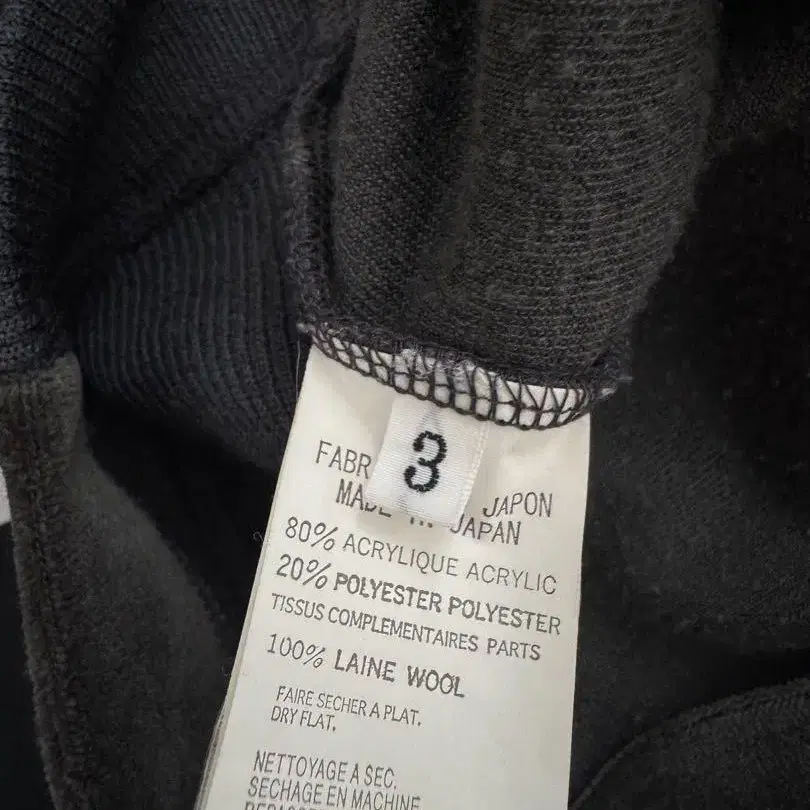 3
FABR JAPON
JAPAN
80% ACRYLIQUE ACRYLIC
20% POLYESTER POLYESTER
TISSUS COMPLEMENTAIRES PARTS
100% LAINE WOOL
FAIRE SECHER A PLAT.
DRY FLAT.
NETTOYAGE A SEC.
SECHAGE EN MACHINE